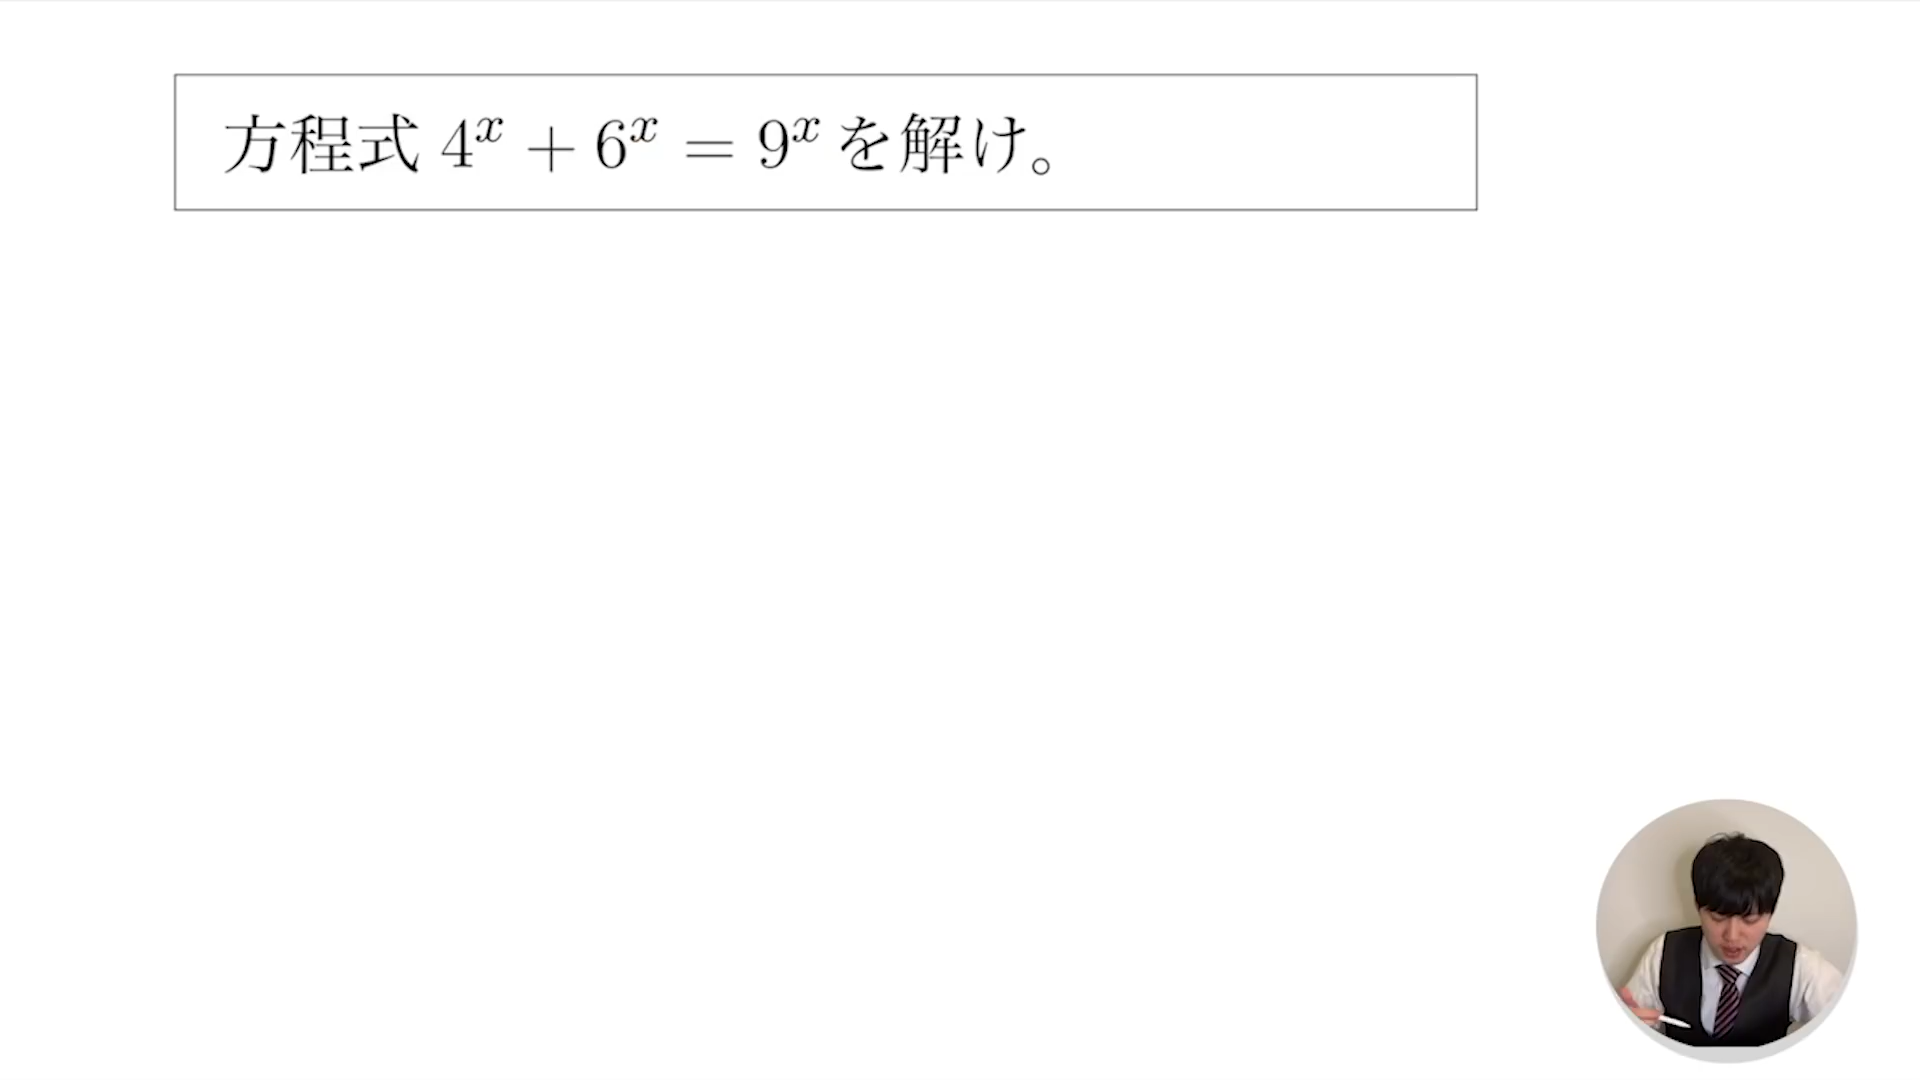 方程式 4^x + 6^x = 9^x を解け。